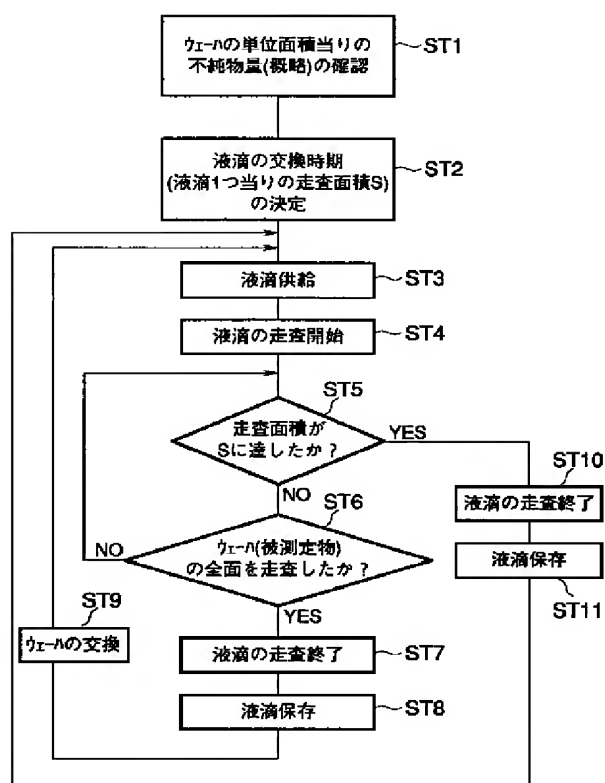 ｳｪｰﾊの単位面積当りの
不純物量(概略)の確認
ST1
液滴の交換時期
(液滴1つ当りの走査面積S)
の決定
ST2
液滴供給
ST3
液滴の走査開始
ST4
ST5
走査面積が
Sに達したか？
YES
NO
ST10
液滴の走査終了
ST6
ｳｪｰﾊ(被測定物)
の全面を走査したか？
NO
YES
液滴保存
ST11
ST9
ｳｪｰﾊの交換
液滴の走査終了
ST7
液滴保存
ST8